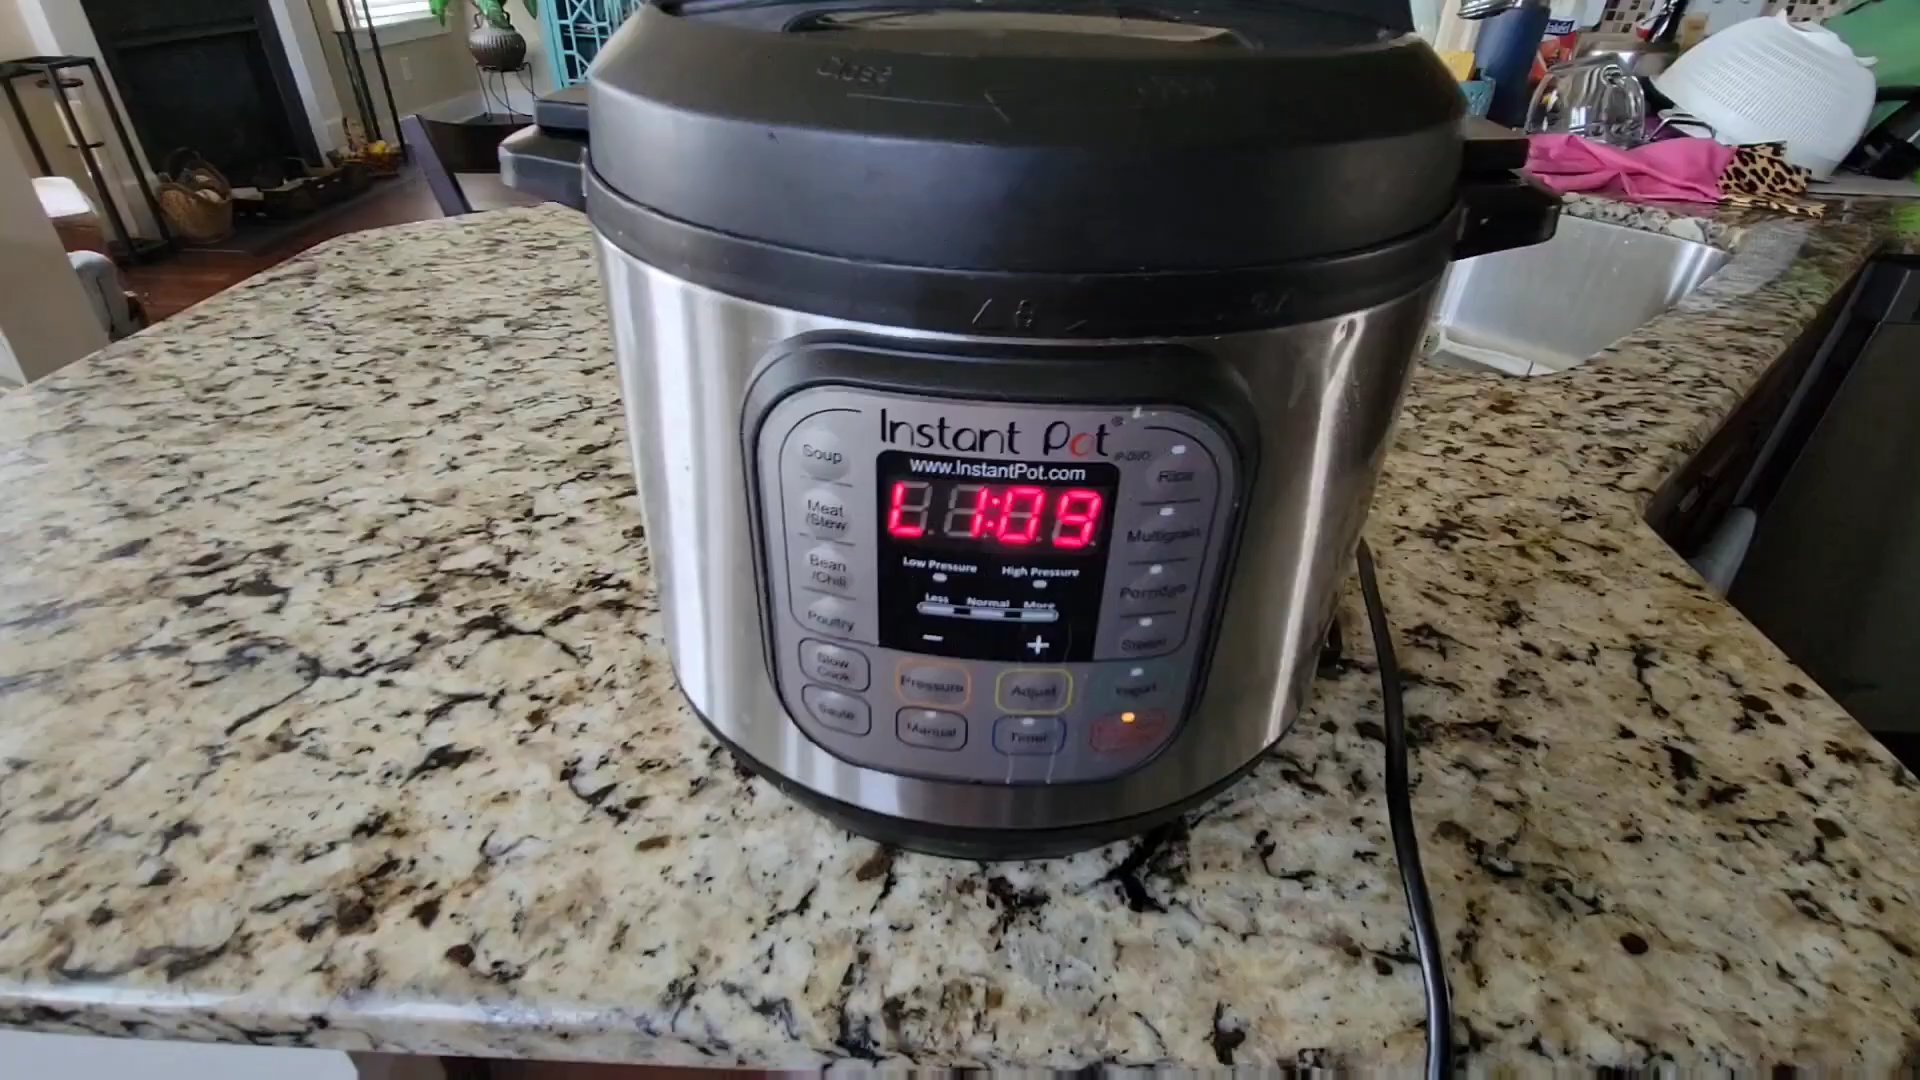 Close
Instant Pot®
www.InstantPot.com
L 1:09
Soup
Meat
/Stew
Bean
/Chili
Poultry
Slow
Cook
Saute
Low Pressure
High Pressure
Less
Normal
More
−
+
Pressure
Adjust
Manual
Timer
Rice
Multigrain
Porridge
Steam
Yogurt